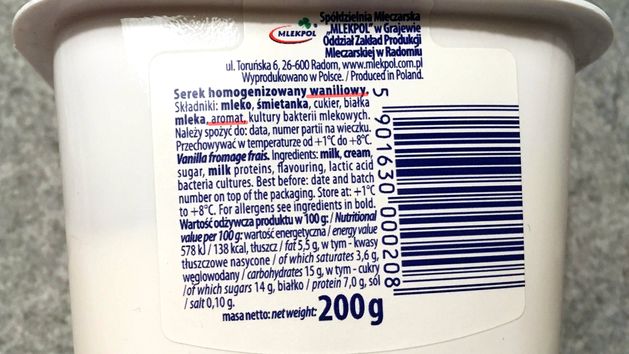 MLEKPOL
Spółdzielnia Mleczarska
„MLEKPOL" w Grajewie
Oddział Zakład Produkcji
Mleczarskiej w Radomiu
ul. Toruńska 6, 26-600 Radom, www.mlekpol.com.pl
Wyprodukowano w Polsce. / Produced in Poland.
Serek homogenizowany waniliowy.
Składniki: mleko, śmietanka, cukier, białka
mleka, aromat, kultury bakterii mlekowych.
Należy spożyć do: data, numer partii na wieczku.
Przechowywać w temperaturze od +1°C do +8°C.
Vanilla fromage frais. Ingredients: milk, cream,
sugar, milk proteins, flavouring, lactic acid
bacteria cultures. Best before: date and batch
number on top of the packaging. Store at: +1°C
to +8°C. For allergens see ingredients in bold.
Wartość odżywcza produktu w 100 g: / Nutritional
value per 100 g: wartość energetyczna / energy value
578 kJ / 138 kcal, tłuszcz / fat 5,5 g, w tym - kwasy
tłuszczowe nasycone / of which saturates 3,6 g,
węglowodany / carbohydrates 15 g, w tym - cukry
/of which sugars 14 g, białko / protein 7,0 g, sól
/ salt 0,10 g.
masa netto: net weight: 200 g
5 901630 000208